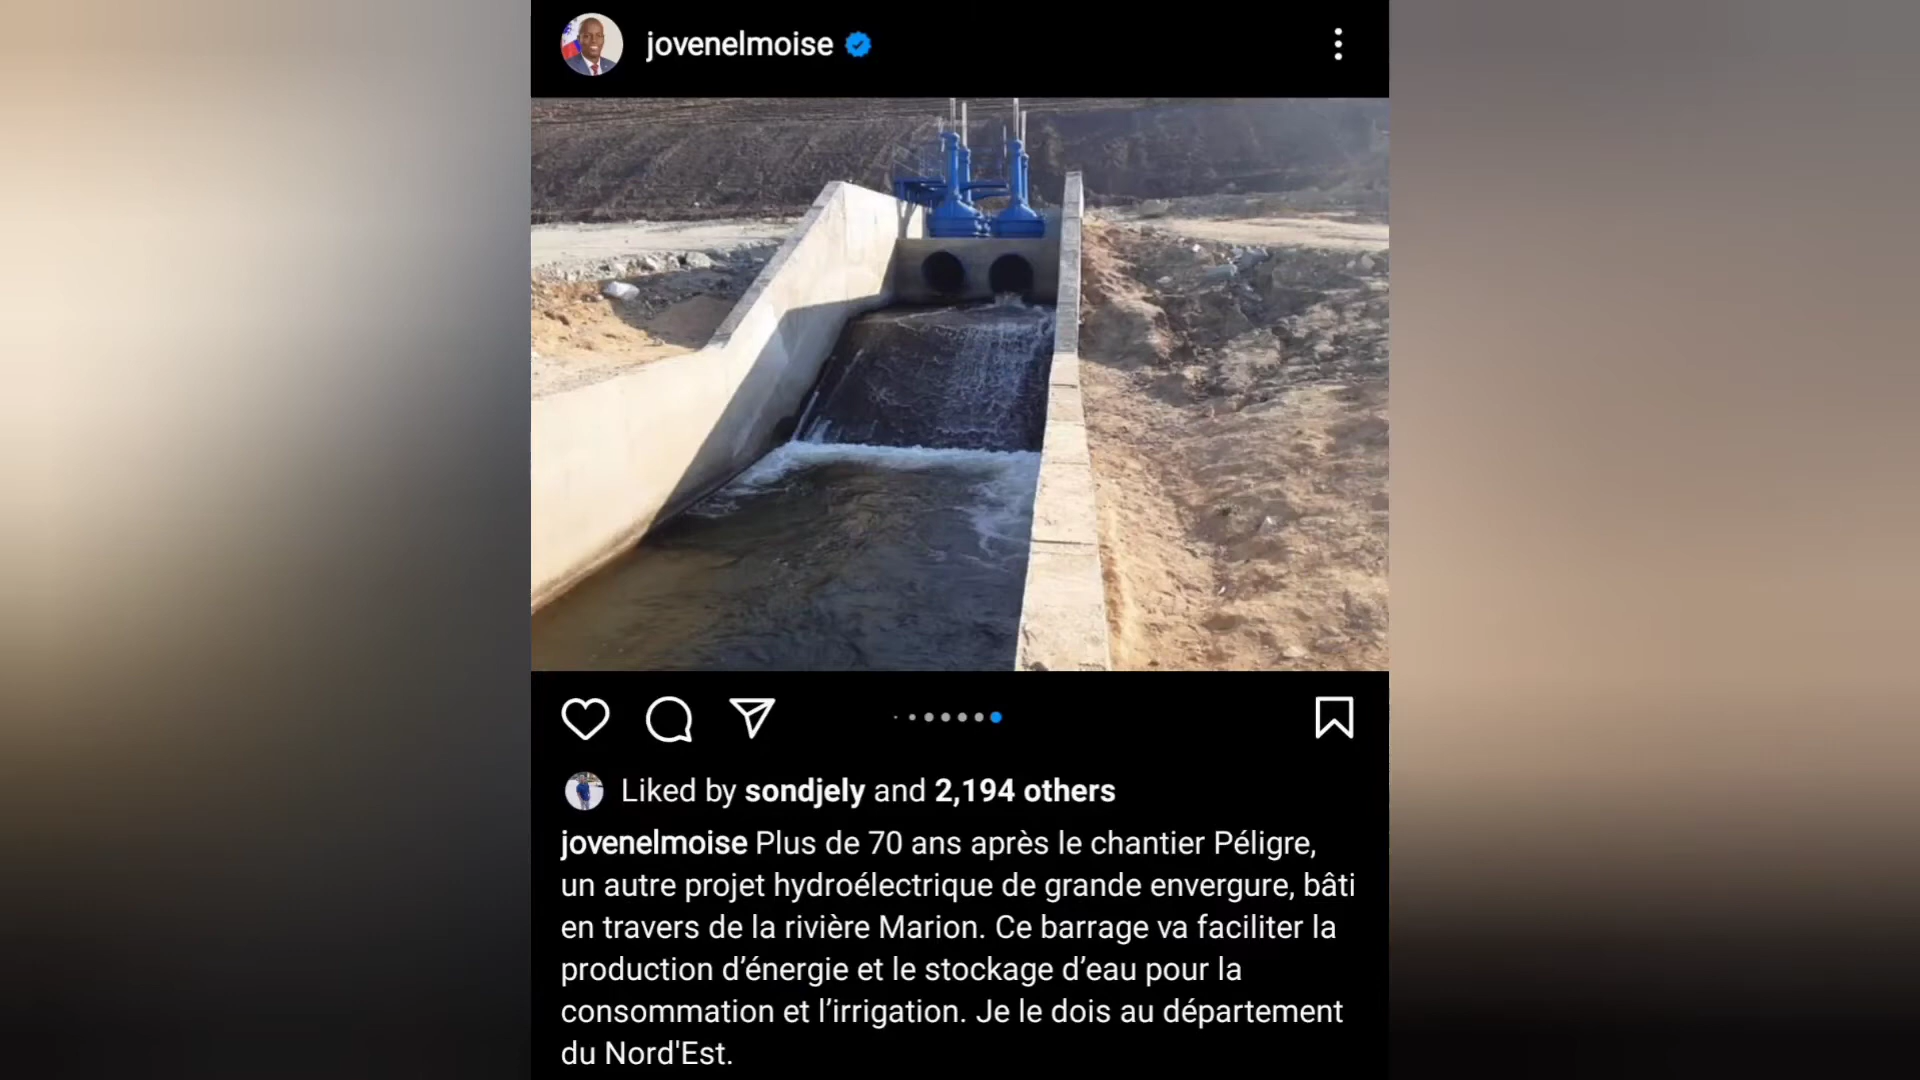 jovenelmoise
Liked by sondjely and 2,194 others
jovenelmoise Plus de 70 ans après le chantier Péligre,
un autre projet hydroélectrique de grande envergure, bâti
en travers de la rivière Marion. Ce barrage va faciliter la
production d’énergie et le stockage d’eau pour la
consommation et l’irrigation. Je le dois au département
du Nord'Est.